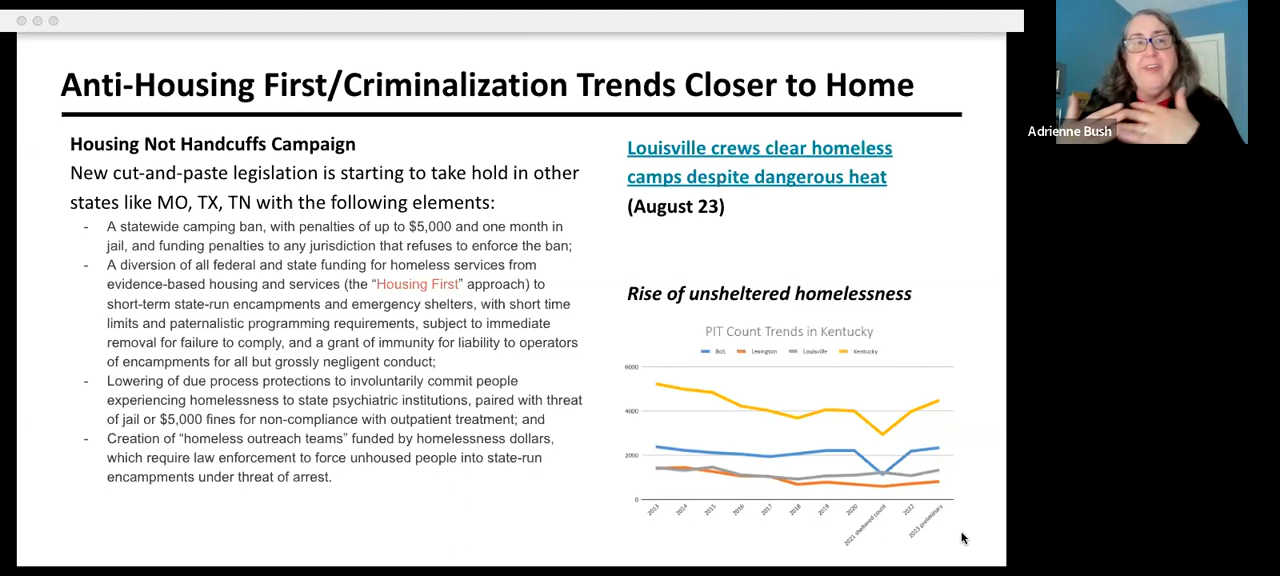 Anti-Housing First/Criminalization Trends Closer to Home
Housing Not Handcuffs Campaign
New cut-and-paste legislation is starting to take hold in other
states like MO, TX, TN with the following elements:
- A statewide camping ban, with penalties of up to $5,000 and one month in
jail, and funding penalties to any jurisdiction that refuses to enforce the ban;
- A diversion of all federal and state funding for homeless services from
evidence-based housing and services (the “Housing First” approach) to
short-term state-run encampments and emergency shelters, with short time
limits and paternalistic programming requirements, subject to immediate
removal for failure to comply, and a grant of immunity for liability to operators
of encampments for all but grossly negligent conduct;
- Lowering of due process protections to involuntarily commit people
experiencing homelessness to state psychiatric institutions, paired with threat
of jail or $5,000 fines for non-compliance with outpatient treatment; and
- Creation of “homeless outreach teams” funded by homelessness dollars,
which require law enforcement to force unhoused people into state-run
encampments under threat of arrest.
Louisville crews clear homeless
camps despite dangerous heat
(August 23)
Rise of unsheltered homelessness
PIT Count Trends in Kentucky
BoS Lexington Louisville Kentucky
6000
4000
2000
0
2013 2014 2015 2016 2017 2018 2019 2020 2021 sheltered count 2022 2023 preliminary
Adrienne Bush